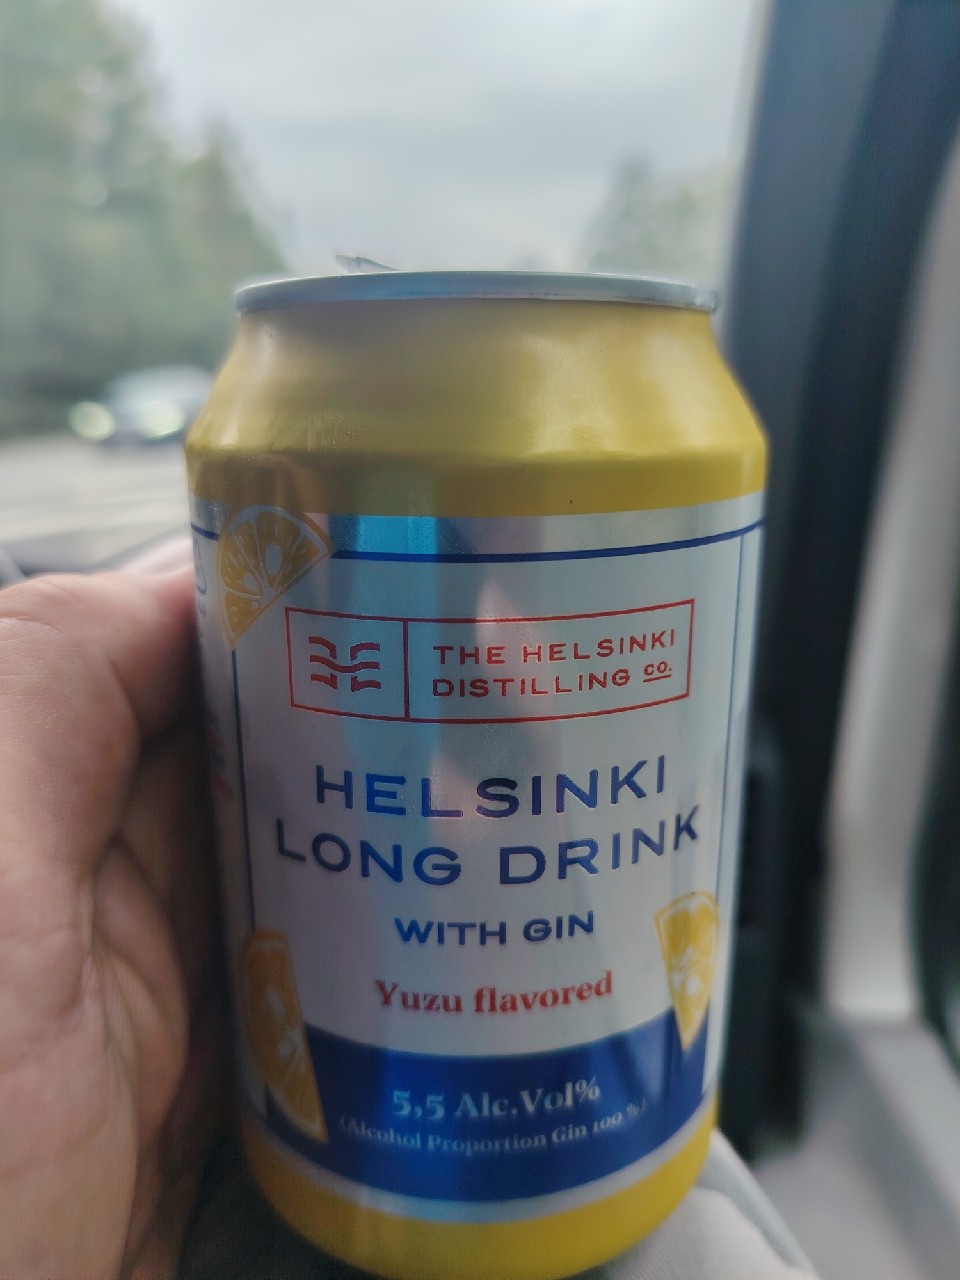 THE HELSINKI
DISTILLING CO.
HELSINKI
LONG DRINK
WITH GIN
Yuzu flavored
5,5 Alc.Vol%
(Alcohol Proportion Gin 100 %)